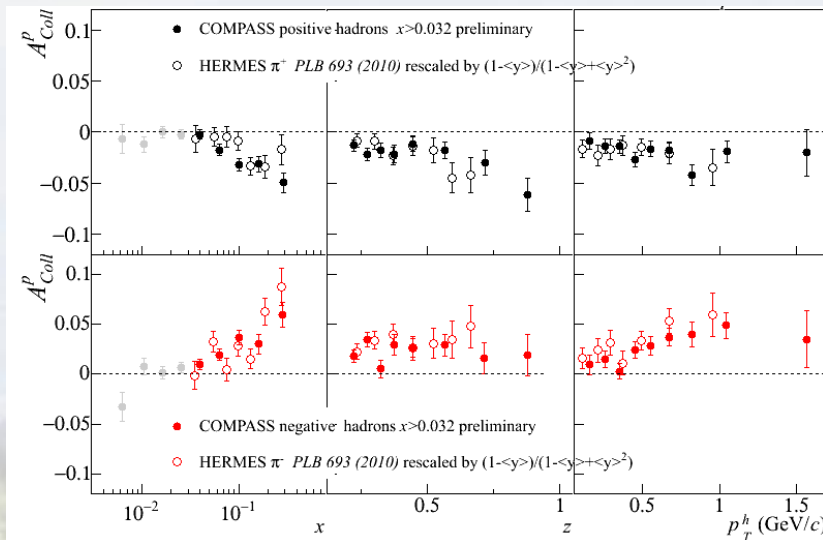 A^p_Coll
0.1
COMPASS positive hadrons x>0.032 preliminary
HERMES π⁺ PLB 693 (2010) rescaled by (1-<y>)/(1-<y>+<y>²)
0.05
0
−0.05
−0.1
A^p_Coll
0.1
0.05
0
−0.05
COMPASS negative hadrons x>0.032 preliminary
HERMES π⁻ PLB 693 (2010) rescaled by (1-<y>)/(1-<y>+<y>²)
−0.1
10⁻² 10⁻¹ 0.5 1 0.5 1 1.5
x z p_T^h (GeV/c)